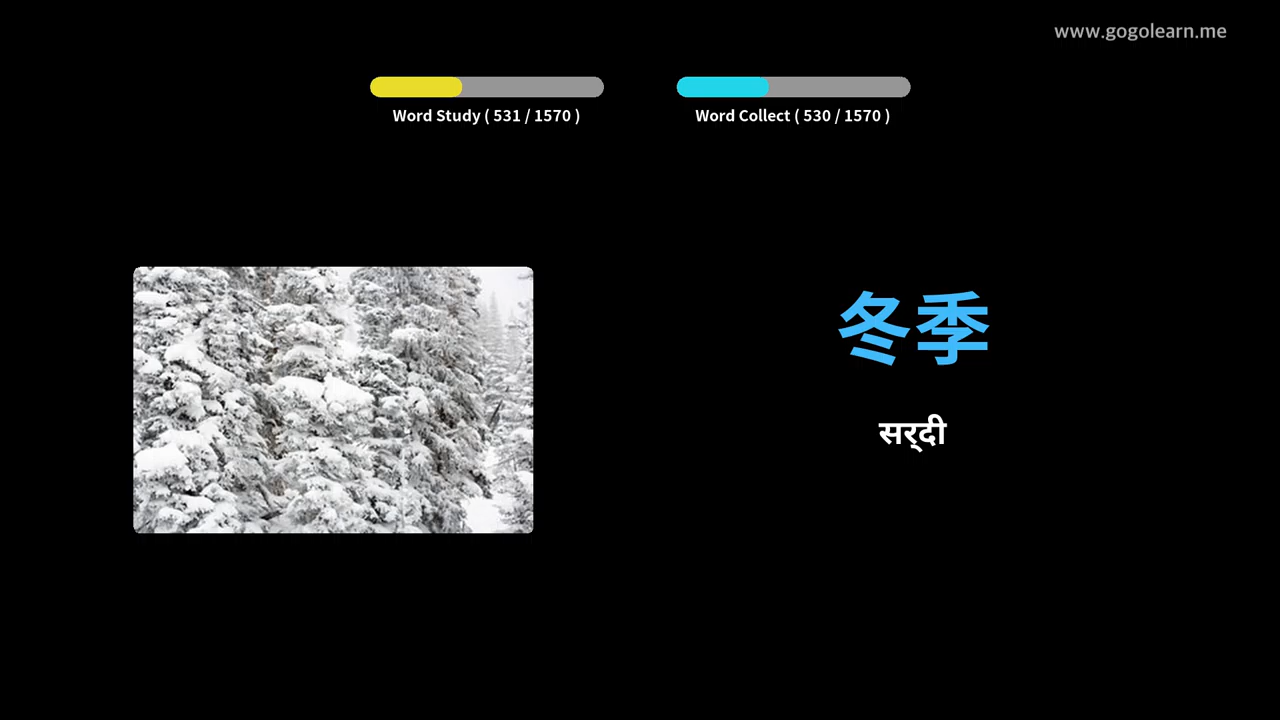 www.gogolearn.me
Word Study ( 531 / 1570 )
Word Collect ( 530 / 1570 )
冬季
सर्‌दी